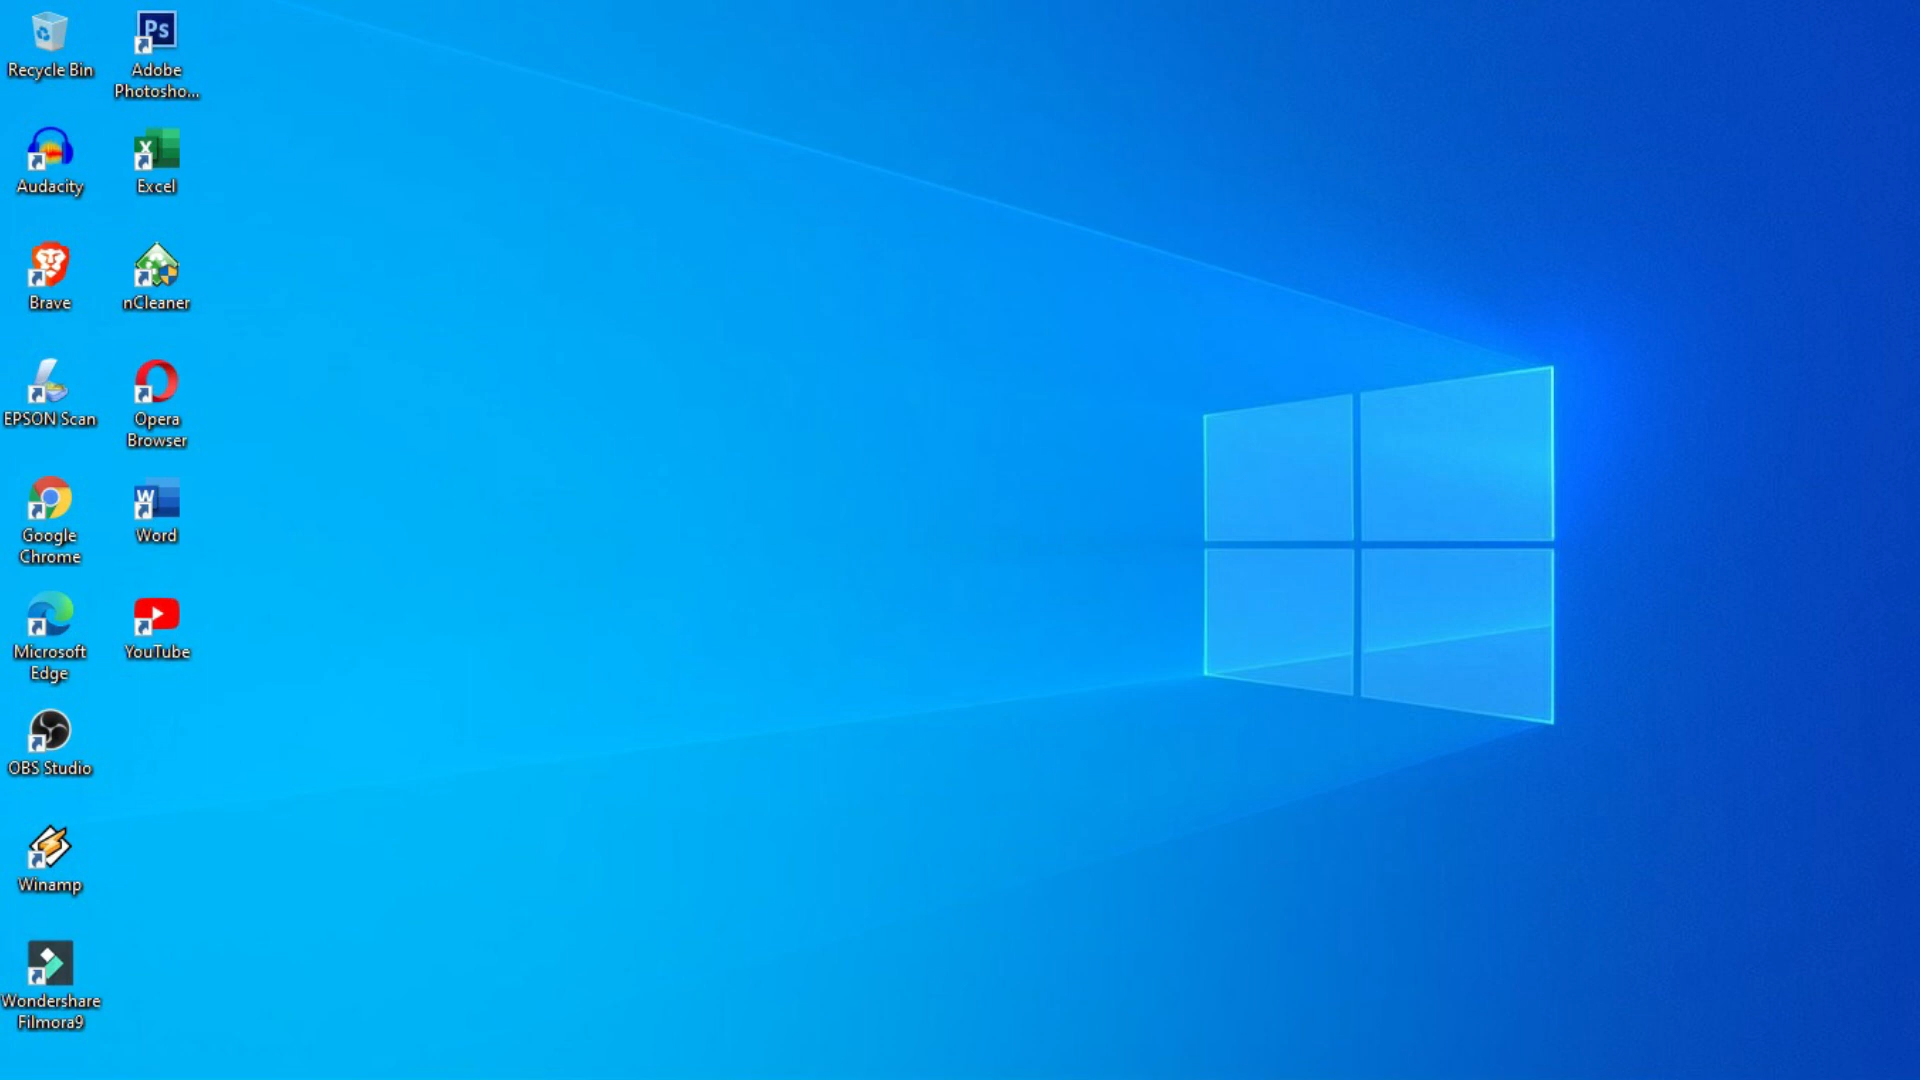 Recycle Bin
Adobe
Photosho...
Ps
Audacity
Excel
X
Brave
nCleaner
EPSON Scan
Opera
Browser
Google
Chrome
W
Word
Microsoft
Edge
YouTube
OBS Studio
Winamp
Wondershare
Filmora9